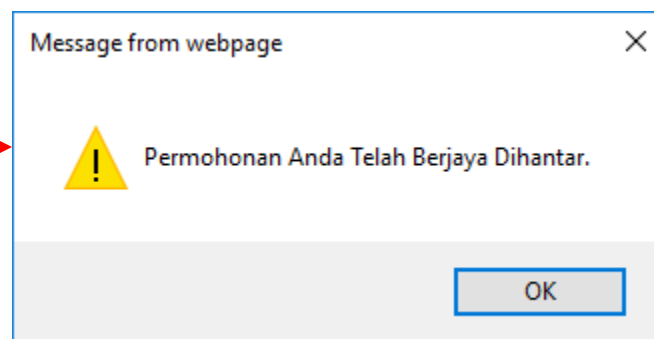 Message from webpage
Permohonan Anda Telah Berjaya Dihantar.
OK